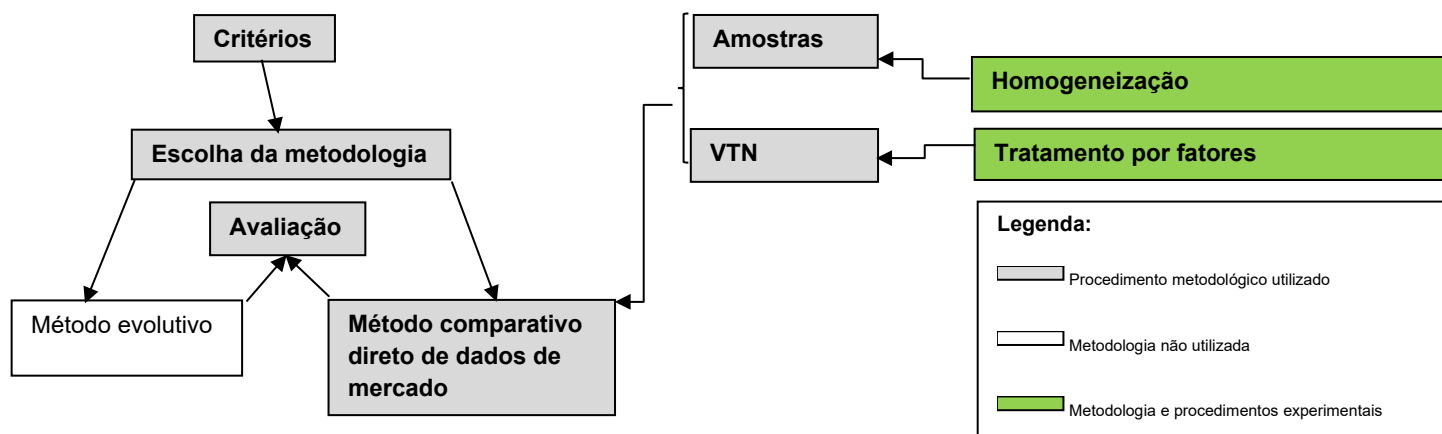 Critérios
Escolha da metodologia
Avaliação
Método evolutivo
Método comparativo
direto de dados de
mercado
Amostras
VTN
Homogeneização
Tratamento por fatores
Legenda:
Procedimento metodológico utilizado
Metodologia não utilizada
Metodologia e procedimentos experimentais